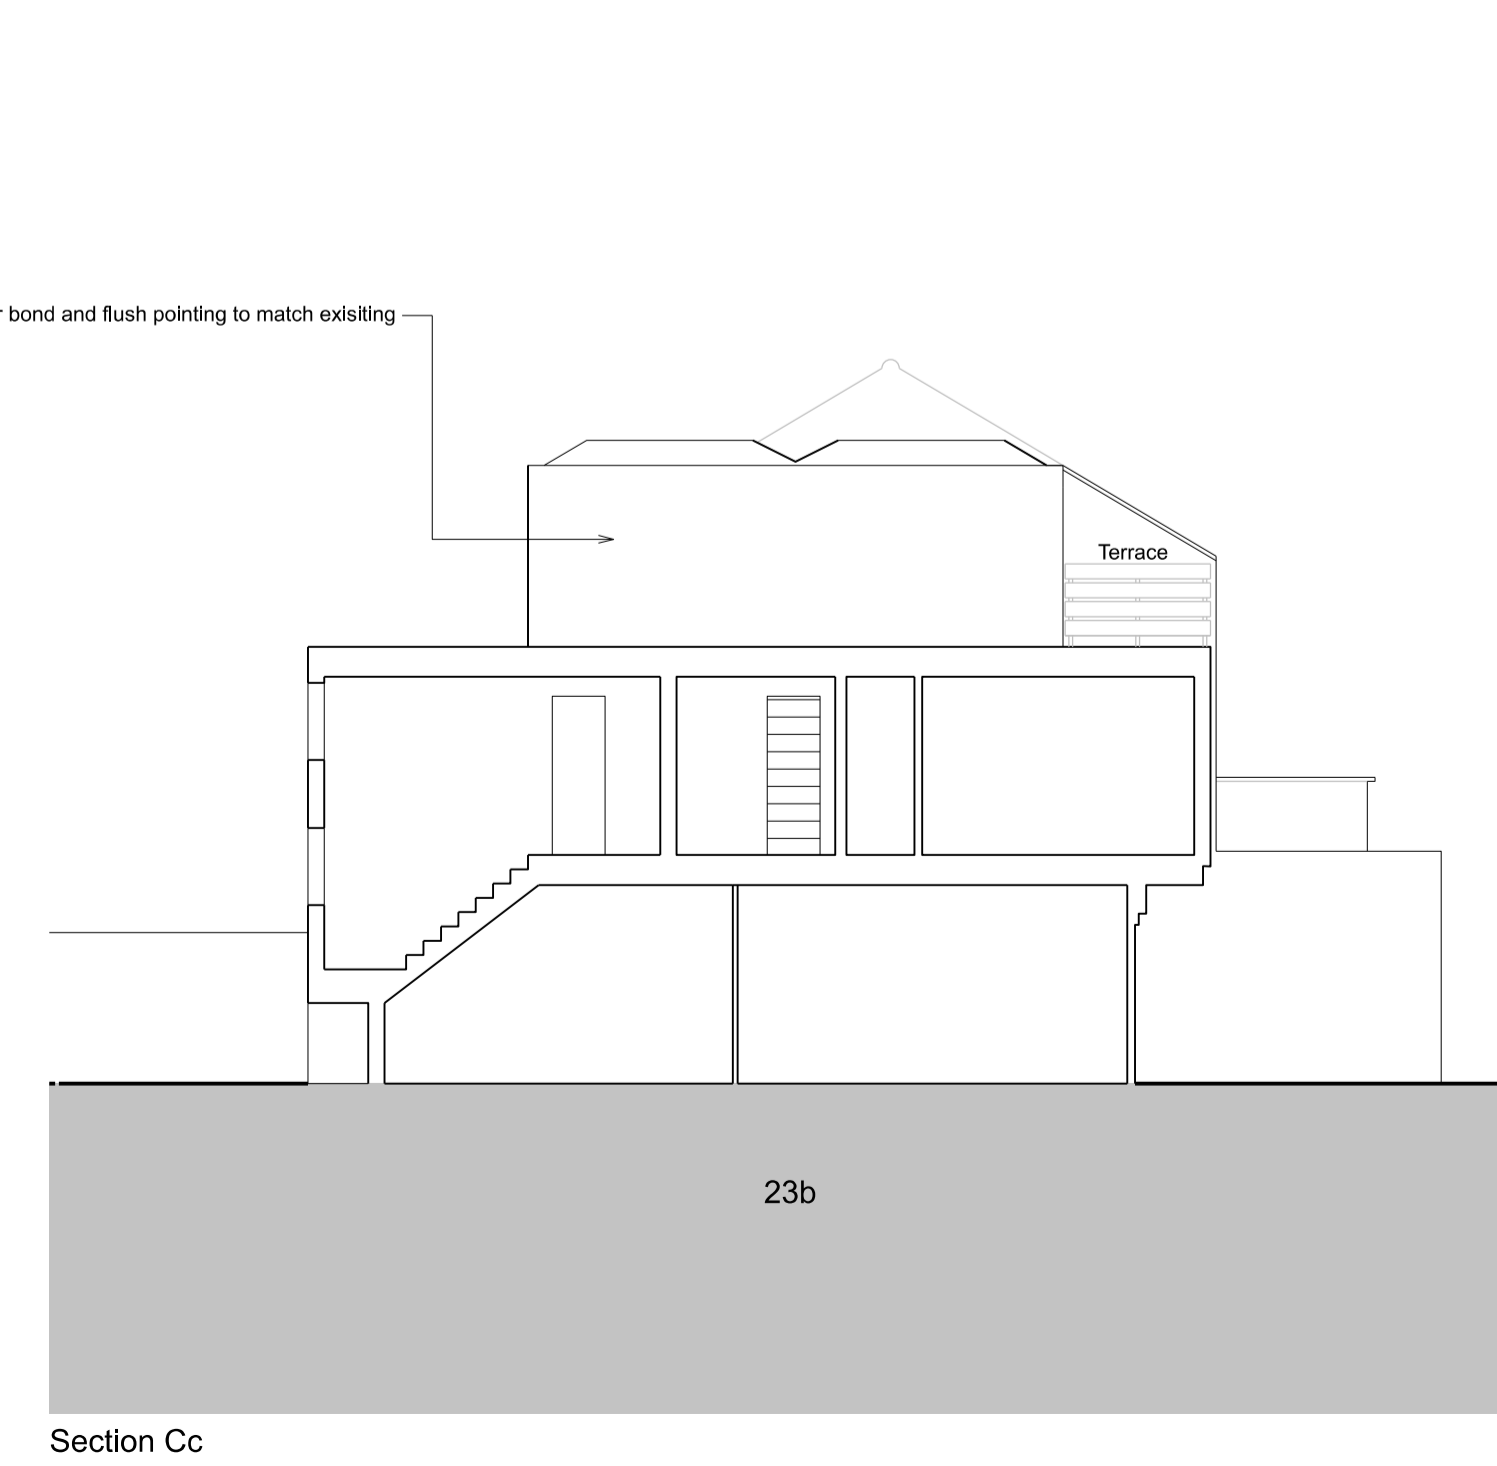 bond and flush pointing to match exisiting
Terrace
23b
Section Cc